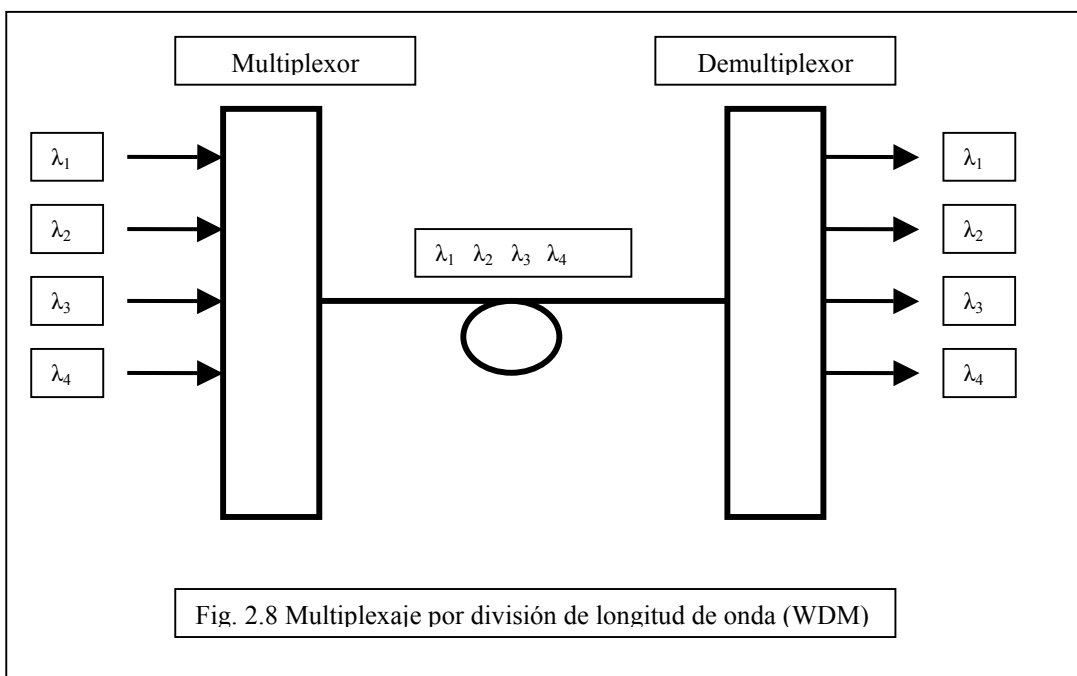 Multiplexor
Demultiplexor
λ₁
λ₁
λ₂
λ₂
λ₁ λ₂ λ₃ λ₄
λ₃
λ₃
λ₄
λ₄
Fig. 2.8 Multiplexaje por división de longitud de onda (WDM)